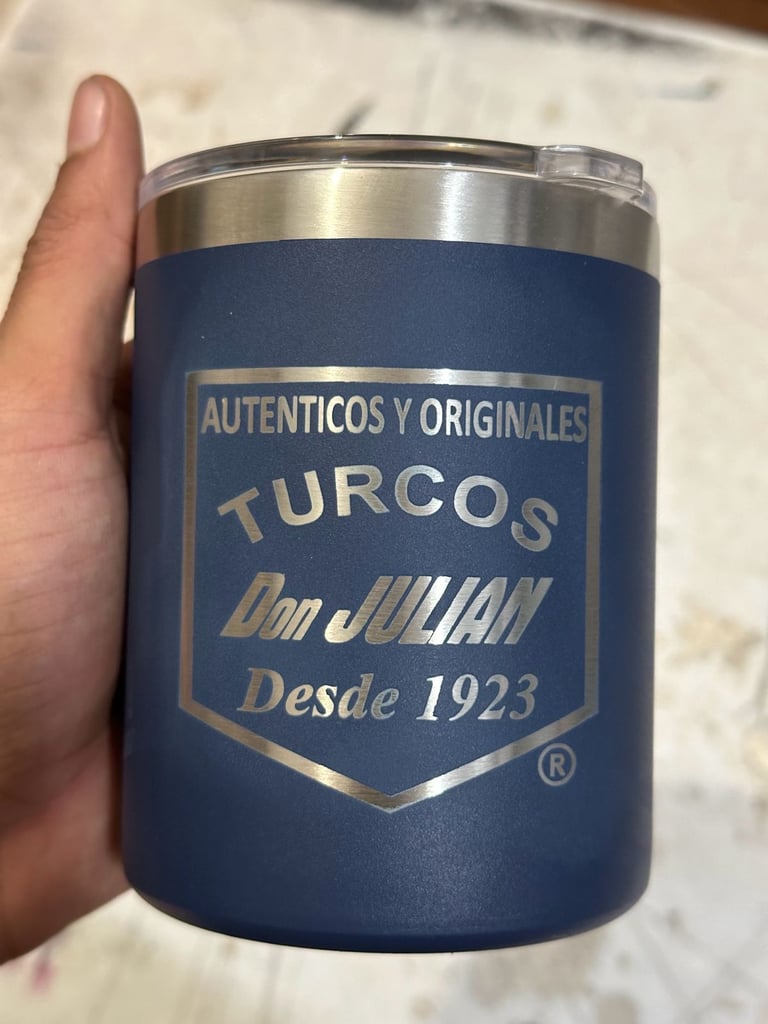 AUTENTICOS Y ORIGINALES
TURCOS
Don JULIAN
Desde 1923
®